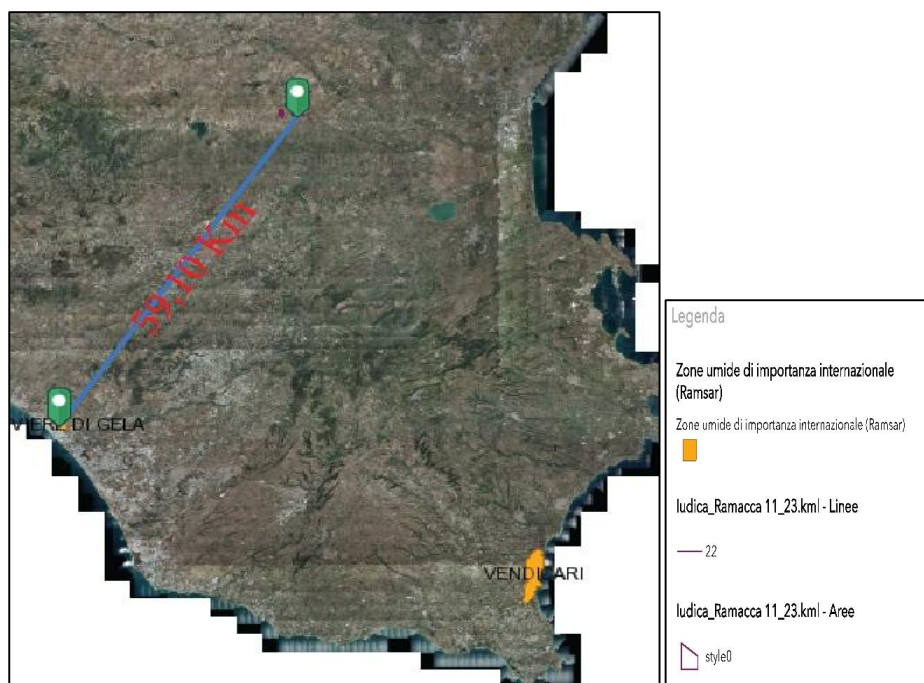 59,10 Km
VIERE DI GELA
VENDICARI
Legenda
Zone umide di importanza internazionale
(Ramsar)
Zone umide di importanza internazionale (Ramsar)
Iudica_Ramacca 11_23.kml - Linee
22
Iudica_Ramacca 11_23.kml - Aree
style0